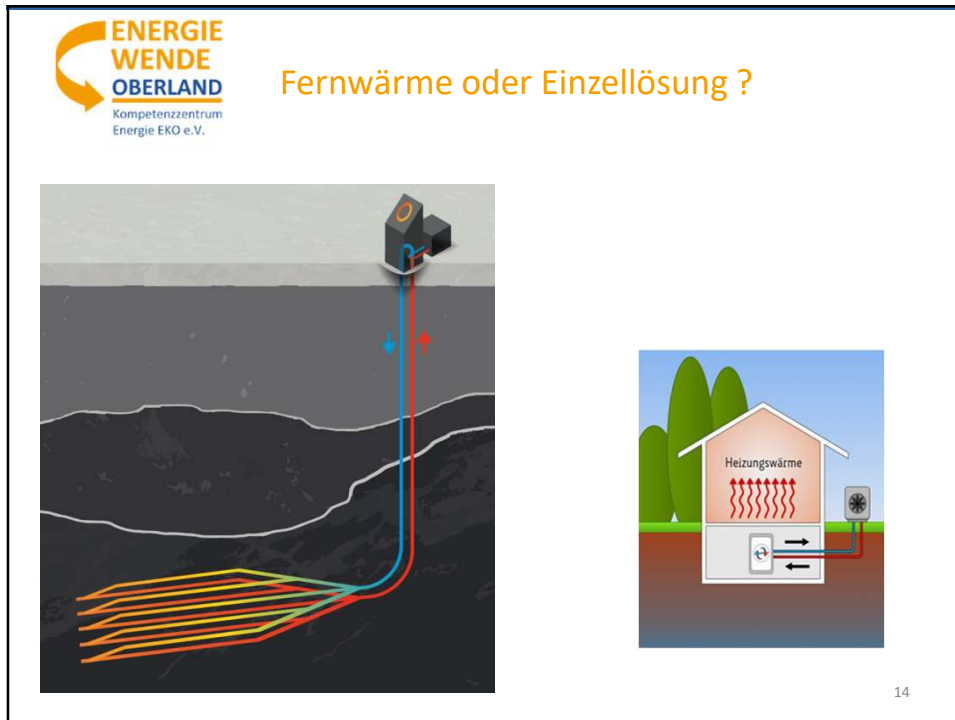 ENERGIE
WENDE
OBERLAND
Kompetenzzentrum
Energie EKO e.V.
Fernwärme oder Einzellösung ?
Heizungswärme
14